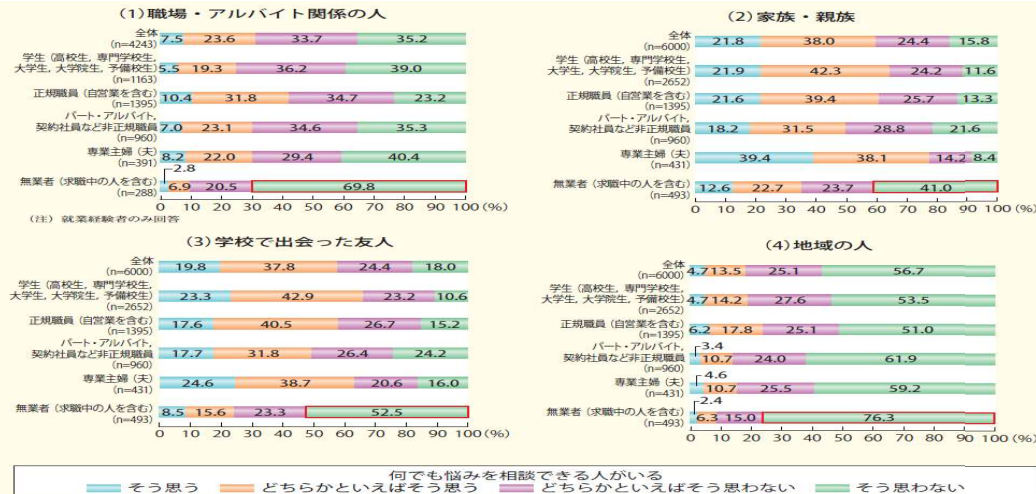 (1)職場・アルバイト関係の人
全体
(n=4243)
7.5 23.6 33.7 35.2
学生(高校生,専門学校生,
大学生,大学院生,予備校生)
(n=1163)
5.5 19.3 36.2 39.0
正規職員(自営業を含む)
(n=1395)
10.4 31.8 34.7 23.2
パート・アルバイト,
契約社員など非正規職員
(n=960)
7.0 23.1 34.6 35.3
専業主婦(夫)
(n=391)
8.2 22.0 29.4 40.4
2.8
無業者(求職中の人を含む)
(n=288)
6.9 20.5 69.8
0 10 20 30 40 50 60 70 80 90 100(%)
(注) 就業経験者のみ回答
(2)家族・親族
全体
(n=6000)
21.8 38.0 24.4 15.8
学生(高校生,専門学校生,
大学生,大学院生,予備校生)
(n=2652)
21.9 42.3 24.2 11.6
正規職員(自営業を含む)
(n=1395)
21.6 39.4 25.7 13.3
パート・アルバイト,
契約社員など非正規職員
(n=960)
18.2 31.5 28.8 21.6
専業主婦(夫)
(n=431)
39.4 38.1 14.2 8.4
無業者(求職中の人を含む)
(n=493)
12.6 22.7 23.7 41.0
0 10 20 30 40 50 60 70 80 90 100(%)
(3)学校で出会った友人
全体
(n=6000)
19.8 37.8 24.4 18.0
学生(高校生,専門学校生,
大学生,大学院生,予備校生)
(n=2652)
23.3 42.9 23.2 10.6
正規職員(自営業を含む)
(n=1395)
17.6 40.5 26.7 15.2
パート・アルバイト,
契約社員など非正規職員
(n=960)
17.7 31.8 26.4 24.2
専業主婦(夫)
(n=431)
24.6 38.7 20.6 16.0
無業者(求職中の人を含む)
(n=493)
8.5 15.6 23.3 52.5
0 10 20 30 40 50 60 70 80 90 100(%)
(4)地域の人
全体
(n=6000)
4.7 13.5 25.1 56.7
学生(高校生,専門学校生,
大学生,大学院生,予備校生)
(n=2652)
4.7 14.2 27.6 53.5
正規職員(自営業を含む)
(n=1395)
6.2 17.8 25.1 51.0
パート・アルバイト,
契約社員など非正規職員
(n=960)
3.4
10.7 24.0 61.9
4.6
専業主婦(夫)
(n=431)
10.7 25.5 59.2
2.4
無業者(求職中の人を含む)
(n=493)
6.3 15.0 76.3
0 10 20 30 40 50 60 70 80 90 100(%)
何でも悩みを相談できる人がいる
そう思う どちらかといえばそう思う どちらかといえばそう思わない そう思わない